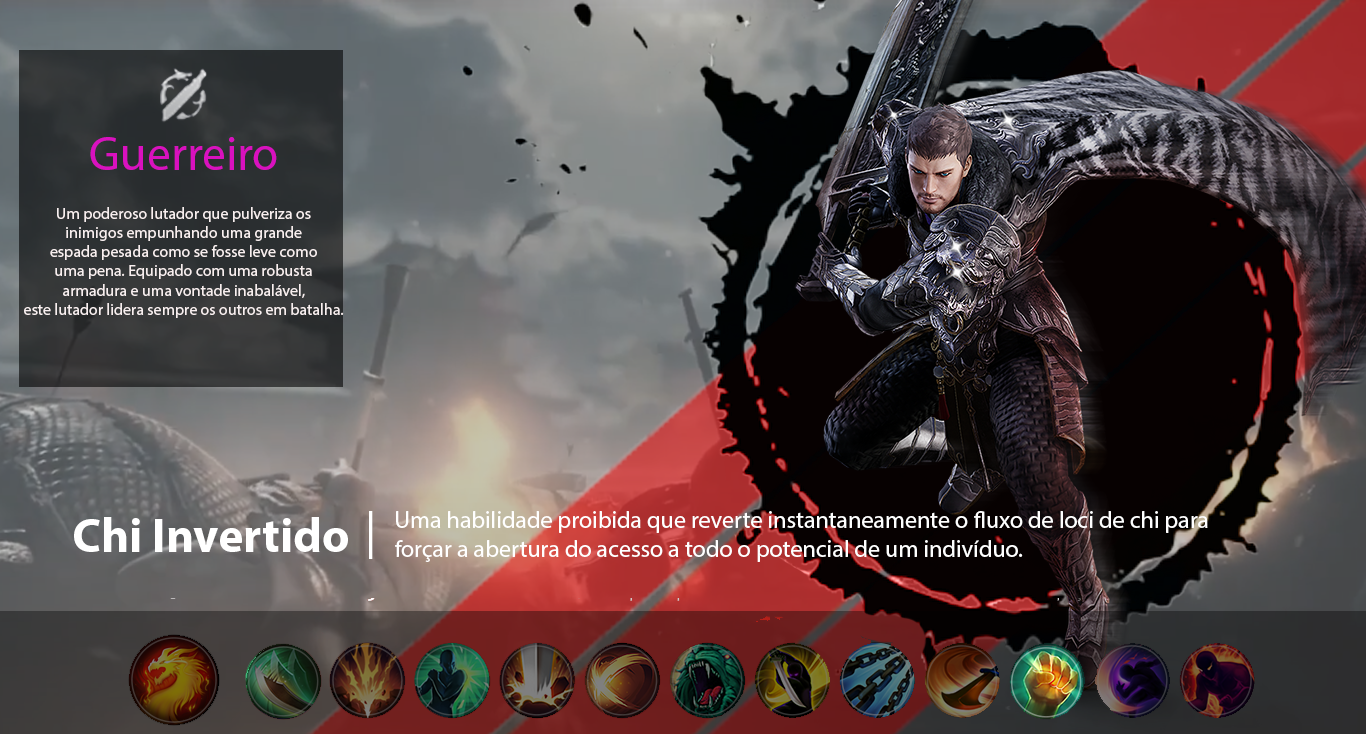 Guerreiro
Um poderoso lutador que pulveriza os
inimigos empunhando uma grande
espada pesada como se fosse leve como
uma pena. Equipado com uma robusta
armadura e uma vontade inabalável,
este lutador lidera sempre os outros em batalha.
Chi Invertido
Uma habilidade proibida que reverte instantaneamente o fluxo de loci de chi para
forçar a abertura do acesso a todo o potencial de um indivíduo.